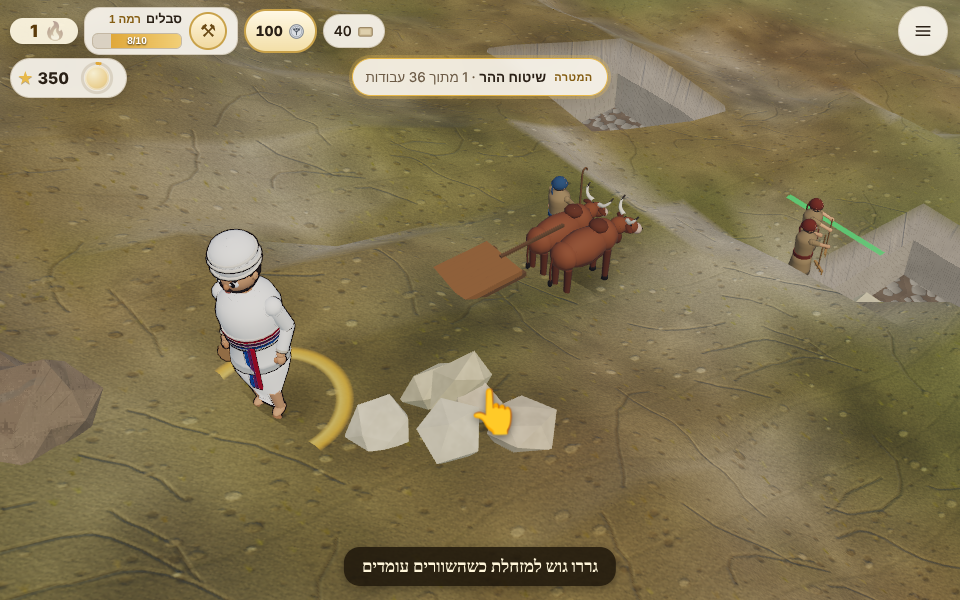 1
סבלים רמה 1
8/10
100
40
350
המטרה שיטוח ההר · 1 מתוך 36 עבודות
גררו גוש למזחלת כשהשוורים עומדים